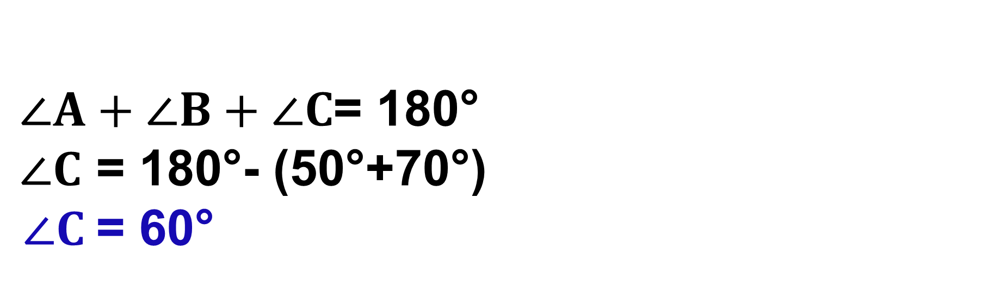 ∠A + ∠B + ∠C= 180°
∠C = 180°- (50°+70°)
∠C = 60°